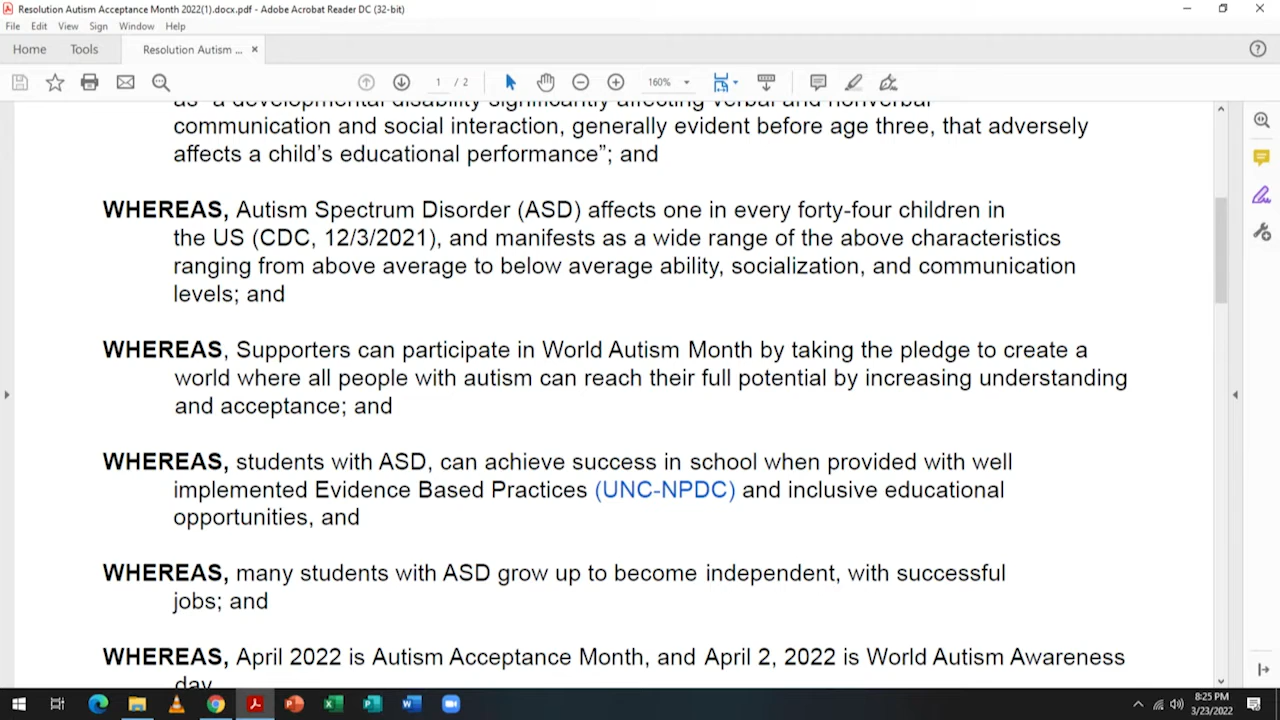 Resolution Autism Acceptance Month 2022(1).docx.pdf - Adobe Acrobat Reader DC (32-bit)
File Edit View Sign Window Help
Home Tools Resolution Autism ... ×
1 / 2 160%
as "a developmental disability significantly affecting verbal and nonverbal
communication and social interaction, generally evident before age three, that adversely
affects a child’s educational performance”; and
WHEREAS, Autism Spectrum Disorder (ASD) affects one in every forty-four children in
the US (CDC, 12/3/2021), and manifests as a wide range of the above characteristics
ranging from above average to below average ability, socialization, and communication
levels; and
WHEREAS, Supporters can participate in World Autism Month by taking the pledge to create a
world where all people with autism can reach their full potential by increasing understanding
and acceptance; and
WHEREAS, students with ASD, can achieve success in school when provided with well
implemented Evidence Based Practices (UNC-NPDC) and inclusive educational
opportunities, and
WHEREAS, many students with ASD grow up to become independent, with successful
jobs; and
WHEREAS, April 2022 is Autism Acceptance Month, and April 2, 2022 is World Autism Awareness
day
8:25 PM
3/23/2022